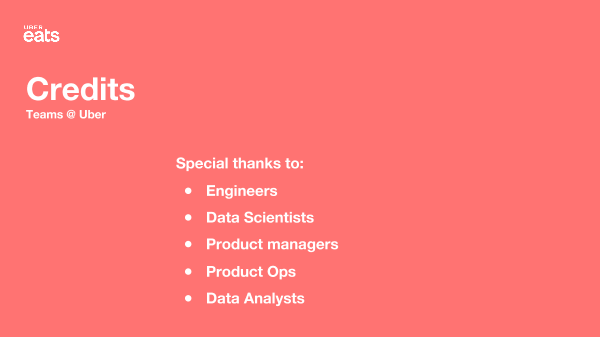 UBER
eats
Credits
Teams @ Uber
Special thanks to:
● Engineers
● Data Scientists
● Product managers
● Product Ops
● Data Analysts